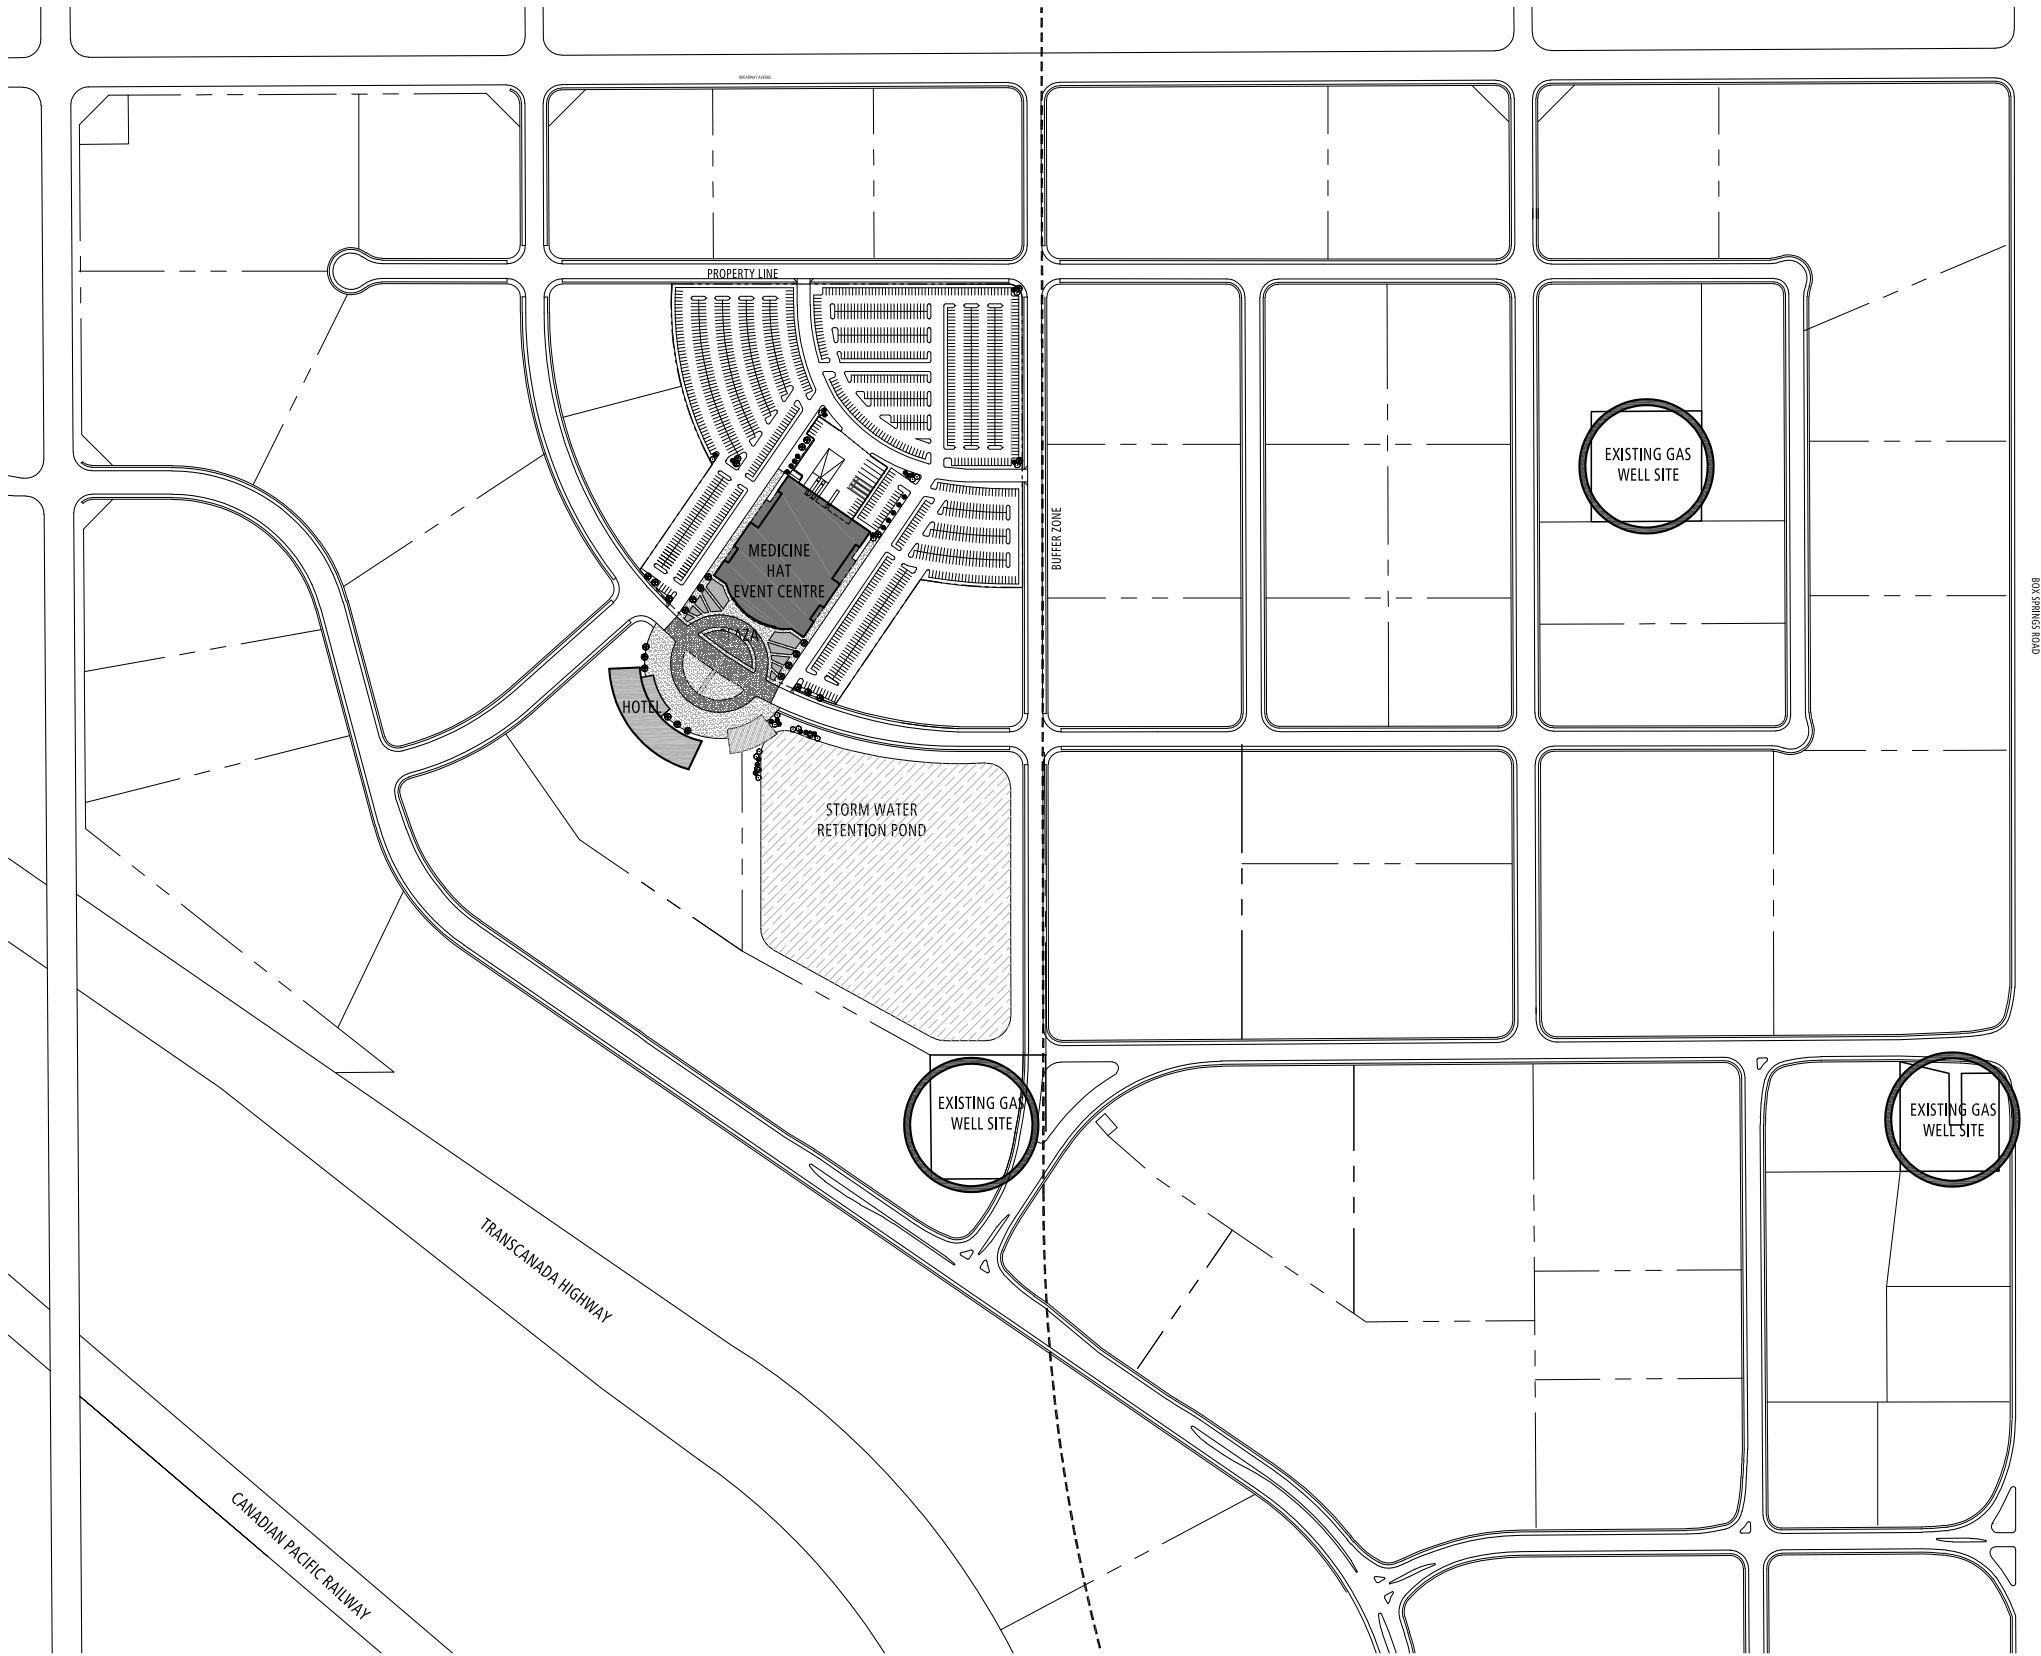 BROADWAY AVENUE
PROPERTY LINE
EXISTING GAS
WELL SITE
BUFFER ZONE
MEDICINE
HAT
EVENT CENTRE
BOX SPRINGS ROAD
HOTEL
STORM WATER
RETENTION POND
EXISTING GAS
WELL SITE
EXISTING GAS
WELL SITE
TRANSCANADA HIGHWAY
CANADIAN PACIFIC RAILWAY